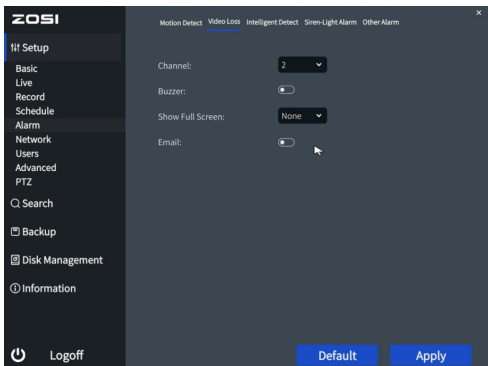 ZOSI
Setup
Basic
Live
Record
Schedule
Alarm
Network
Users
Advanced
PTZ
Search
Backup
Disk Management
Information
Logoff
Motion Detect Video Loss Intelligent Detect Siren-Light Alarm Other Alarm
Channel: 2
Buzzer:
Show Full Screen: None
Email:
Default Apply